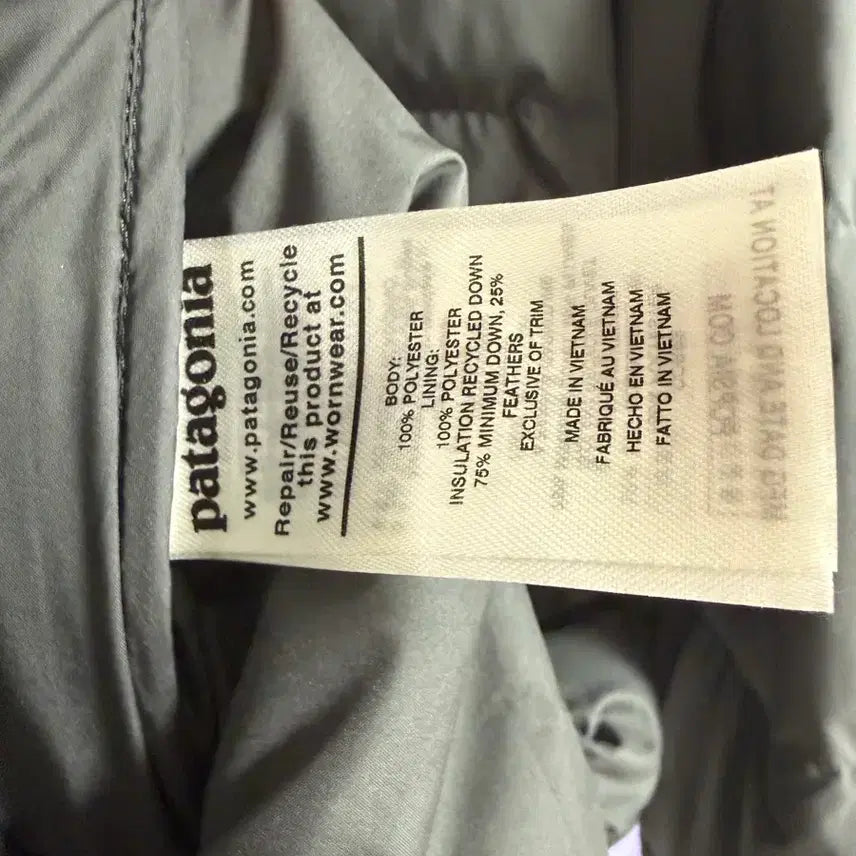 patagonia
www.patagonia.com
Repair/Reuse/Recycle
this product at
www.wornwear.com
BODY:
100% POLYESTER
LINING:
100% POLYESTER
INSULATION RECYCLED DOWN
75% MINIMUM DOWN, 25%
FEATHERS
EXCLUSIVE OF TRIM
MADE IN VIETNAM
FABRIQUÉ AU VIETNAM
HECHO EN VIETNAM
FATTO IN VIETNAM